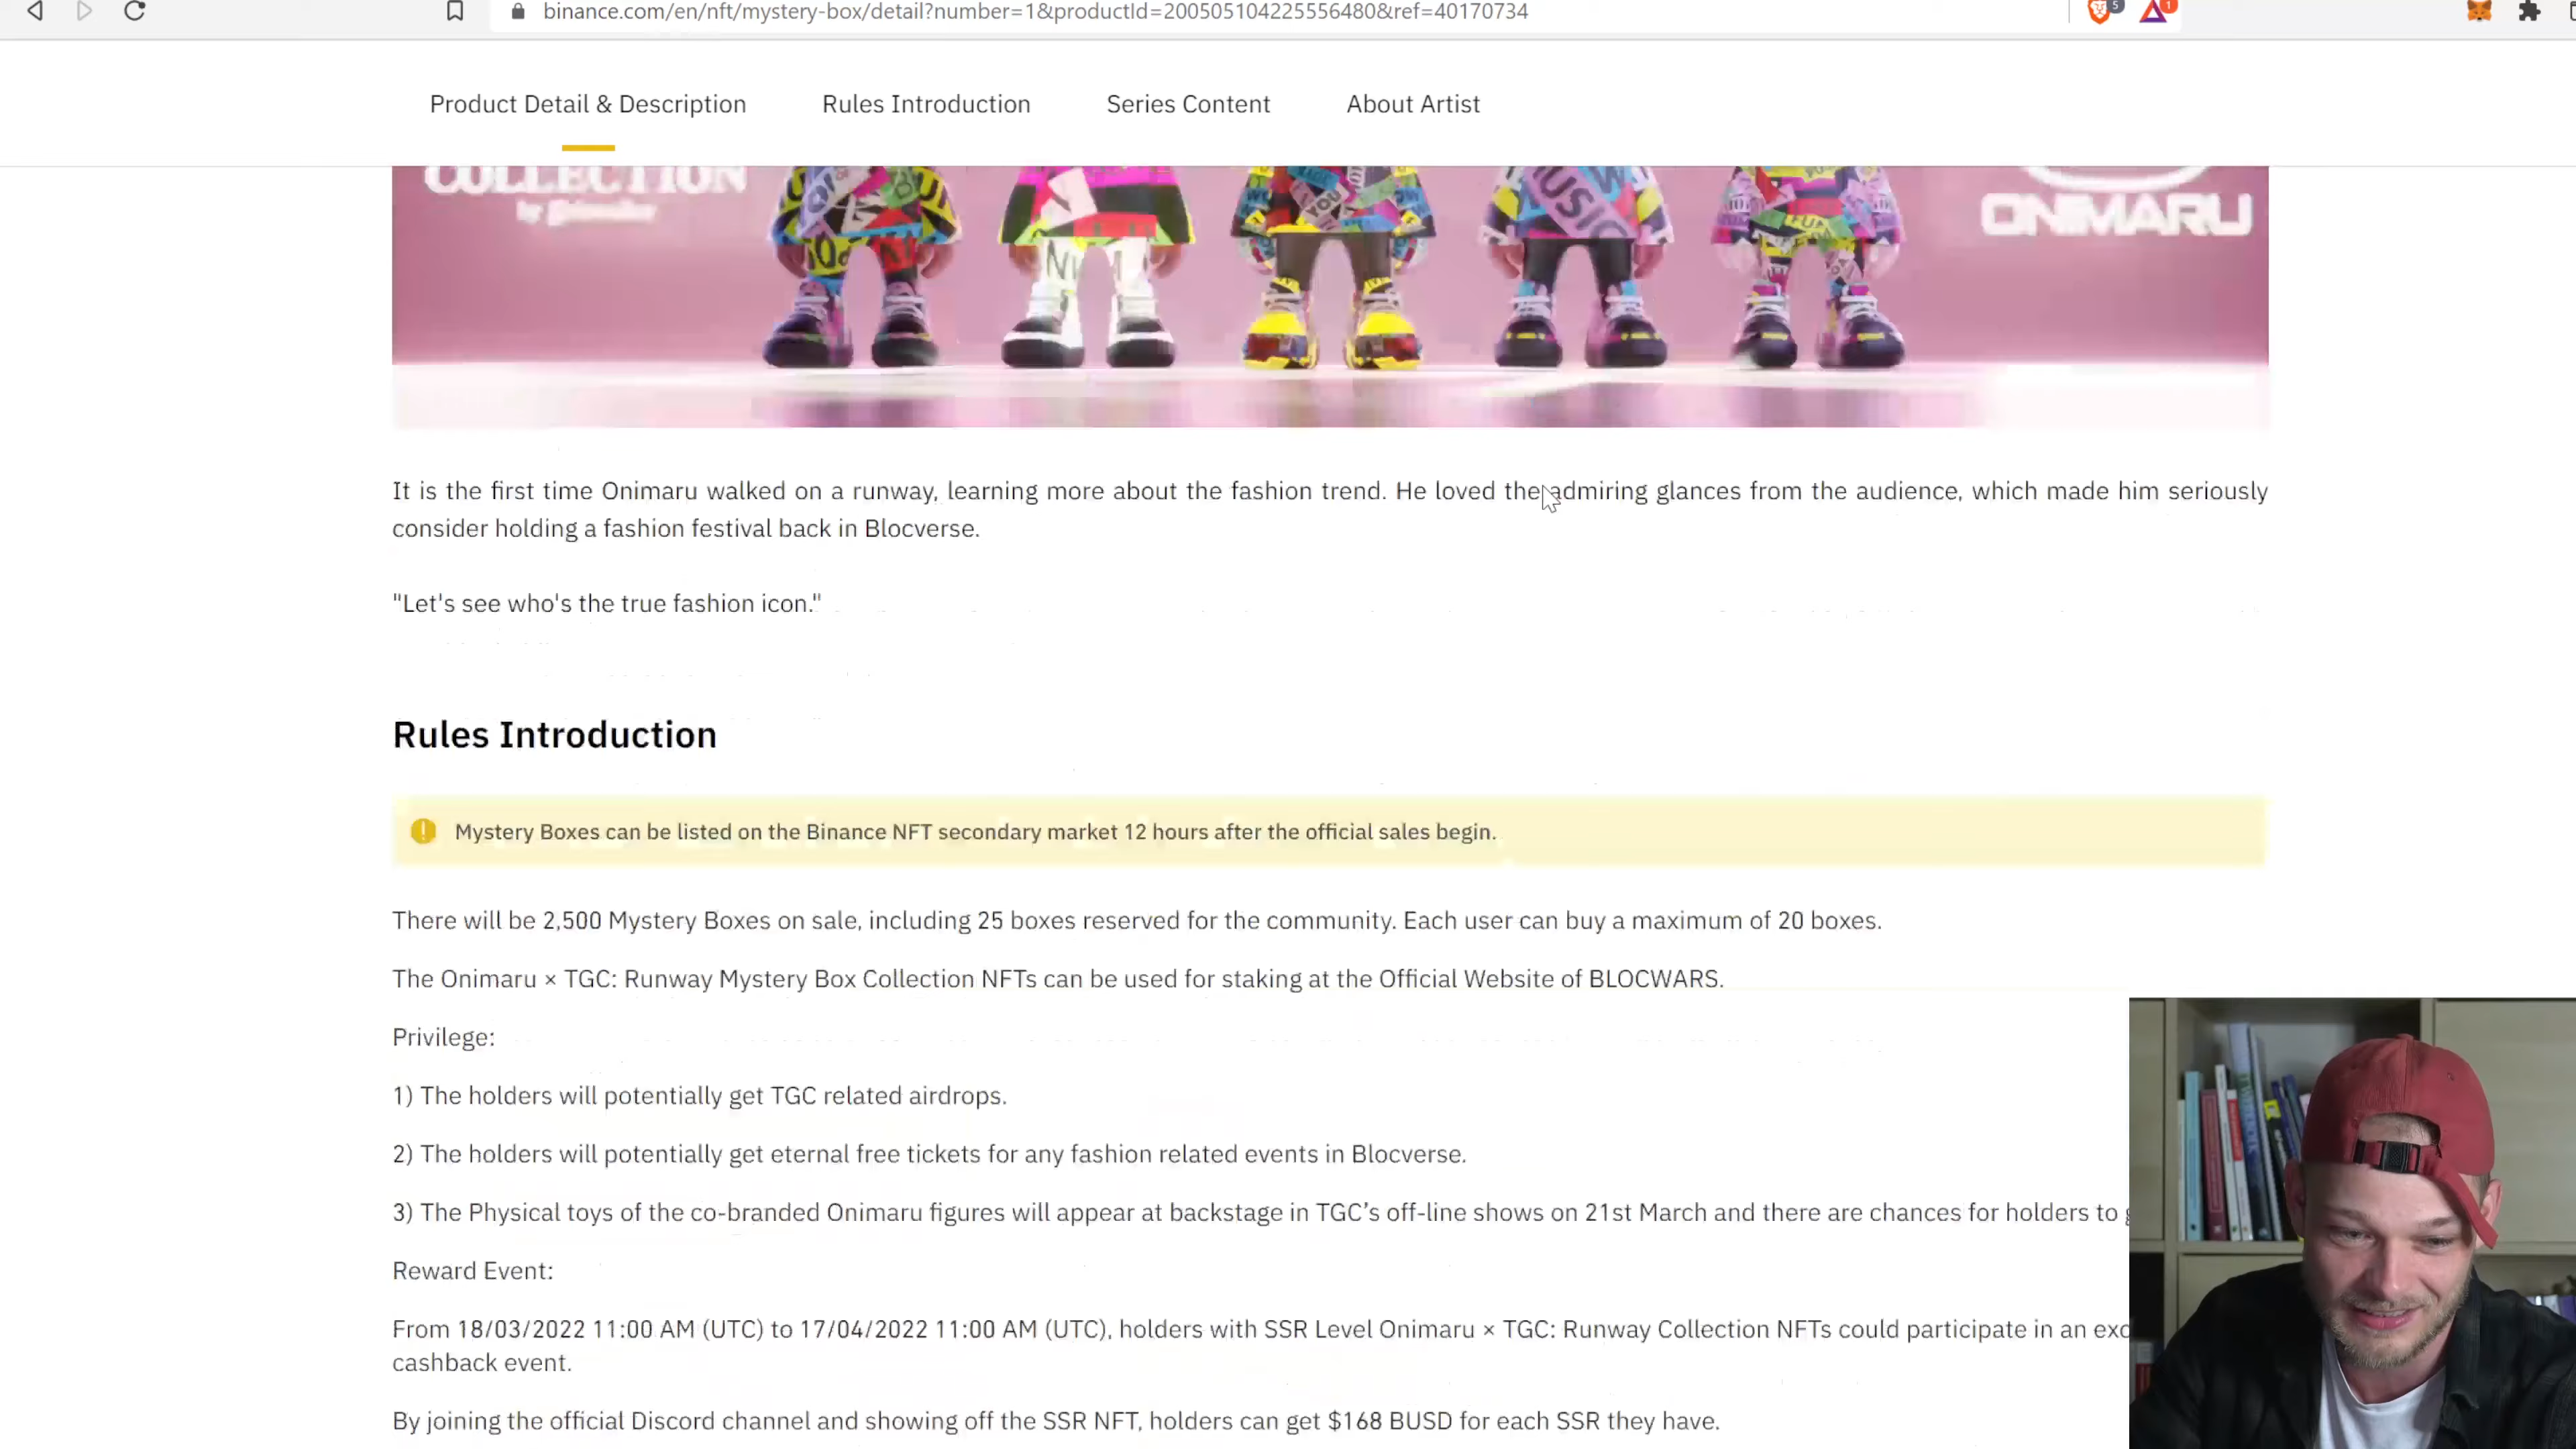 binance.com/en/nft/mystery-box/detail?number=1&productId=200505104225556480&ref=40170734
5
1
Product Detail & Description
Rules Introduction
Series Content
About Artist
COLLECTION
ONIMARU
It is the first time Onimaru walked on a runway, learning more about the fashion trend. He loved the admiring glances from the audience, which made him seriously
consider holding a fashion festival back in Blocverse.
"Let's see who's the true fashion icon."
Rules Introduction
Mystery Boxes can be listed on the Binance NFT secondary market 12 hours after the official sales begin.
There will be 2,500 Mystery Boxes on sale, including 25 boxes reserved for the community. Each user can buy a maximum of 20 boxes.
The Onimaru × TGC: Runway Mystery Box Collection NFTs can be used for staking at the Official Website of BLOCWARS.
Privilege:
1) The holders will potentially get TGC related airdrops.
2) The holders will potentially get eternal free tickets for any fashion related events in Blocverse.
3) The Physical toys of the co-branded Onimaru figures will appear at backstage in TGC's off-line shows on 21st March and there are chances for holders to
Reward Event:
From 18/03/2022 11:00 AM (UTC) to 17/04/2022 11:00 AM (UTC), holders with SSR Level Onimaru × TGC: Runway Collection NFTs could participate in an exc
cashback event.
By joining the official Discord channel and showing off the SSR NFT, holders can get $168 BUSD for each SSR they have.